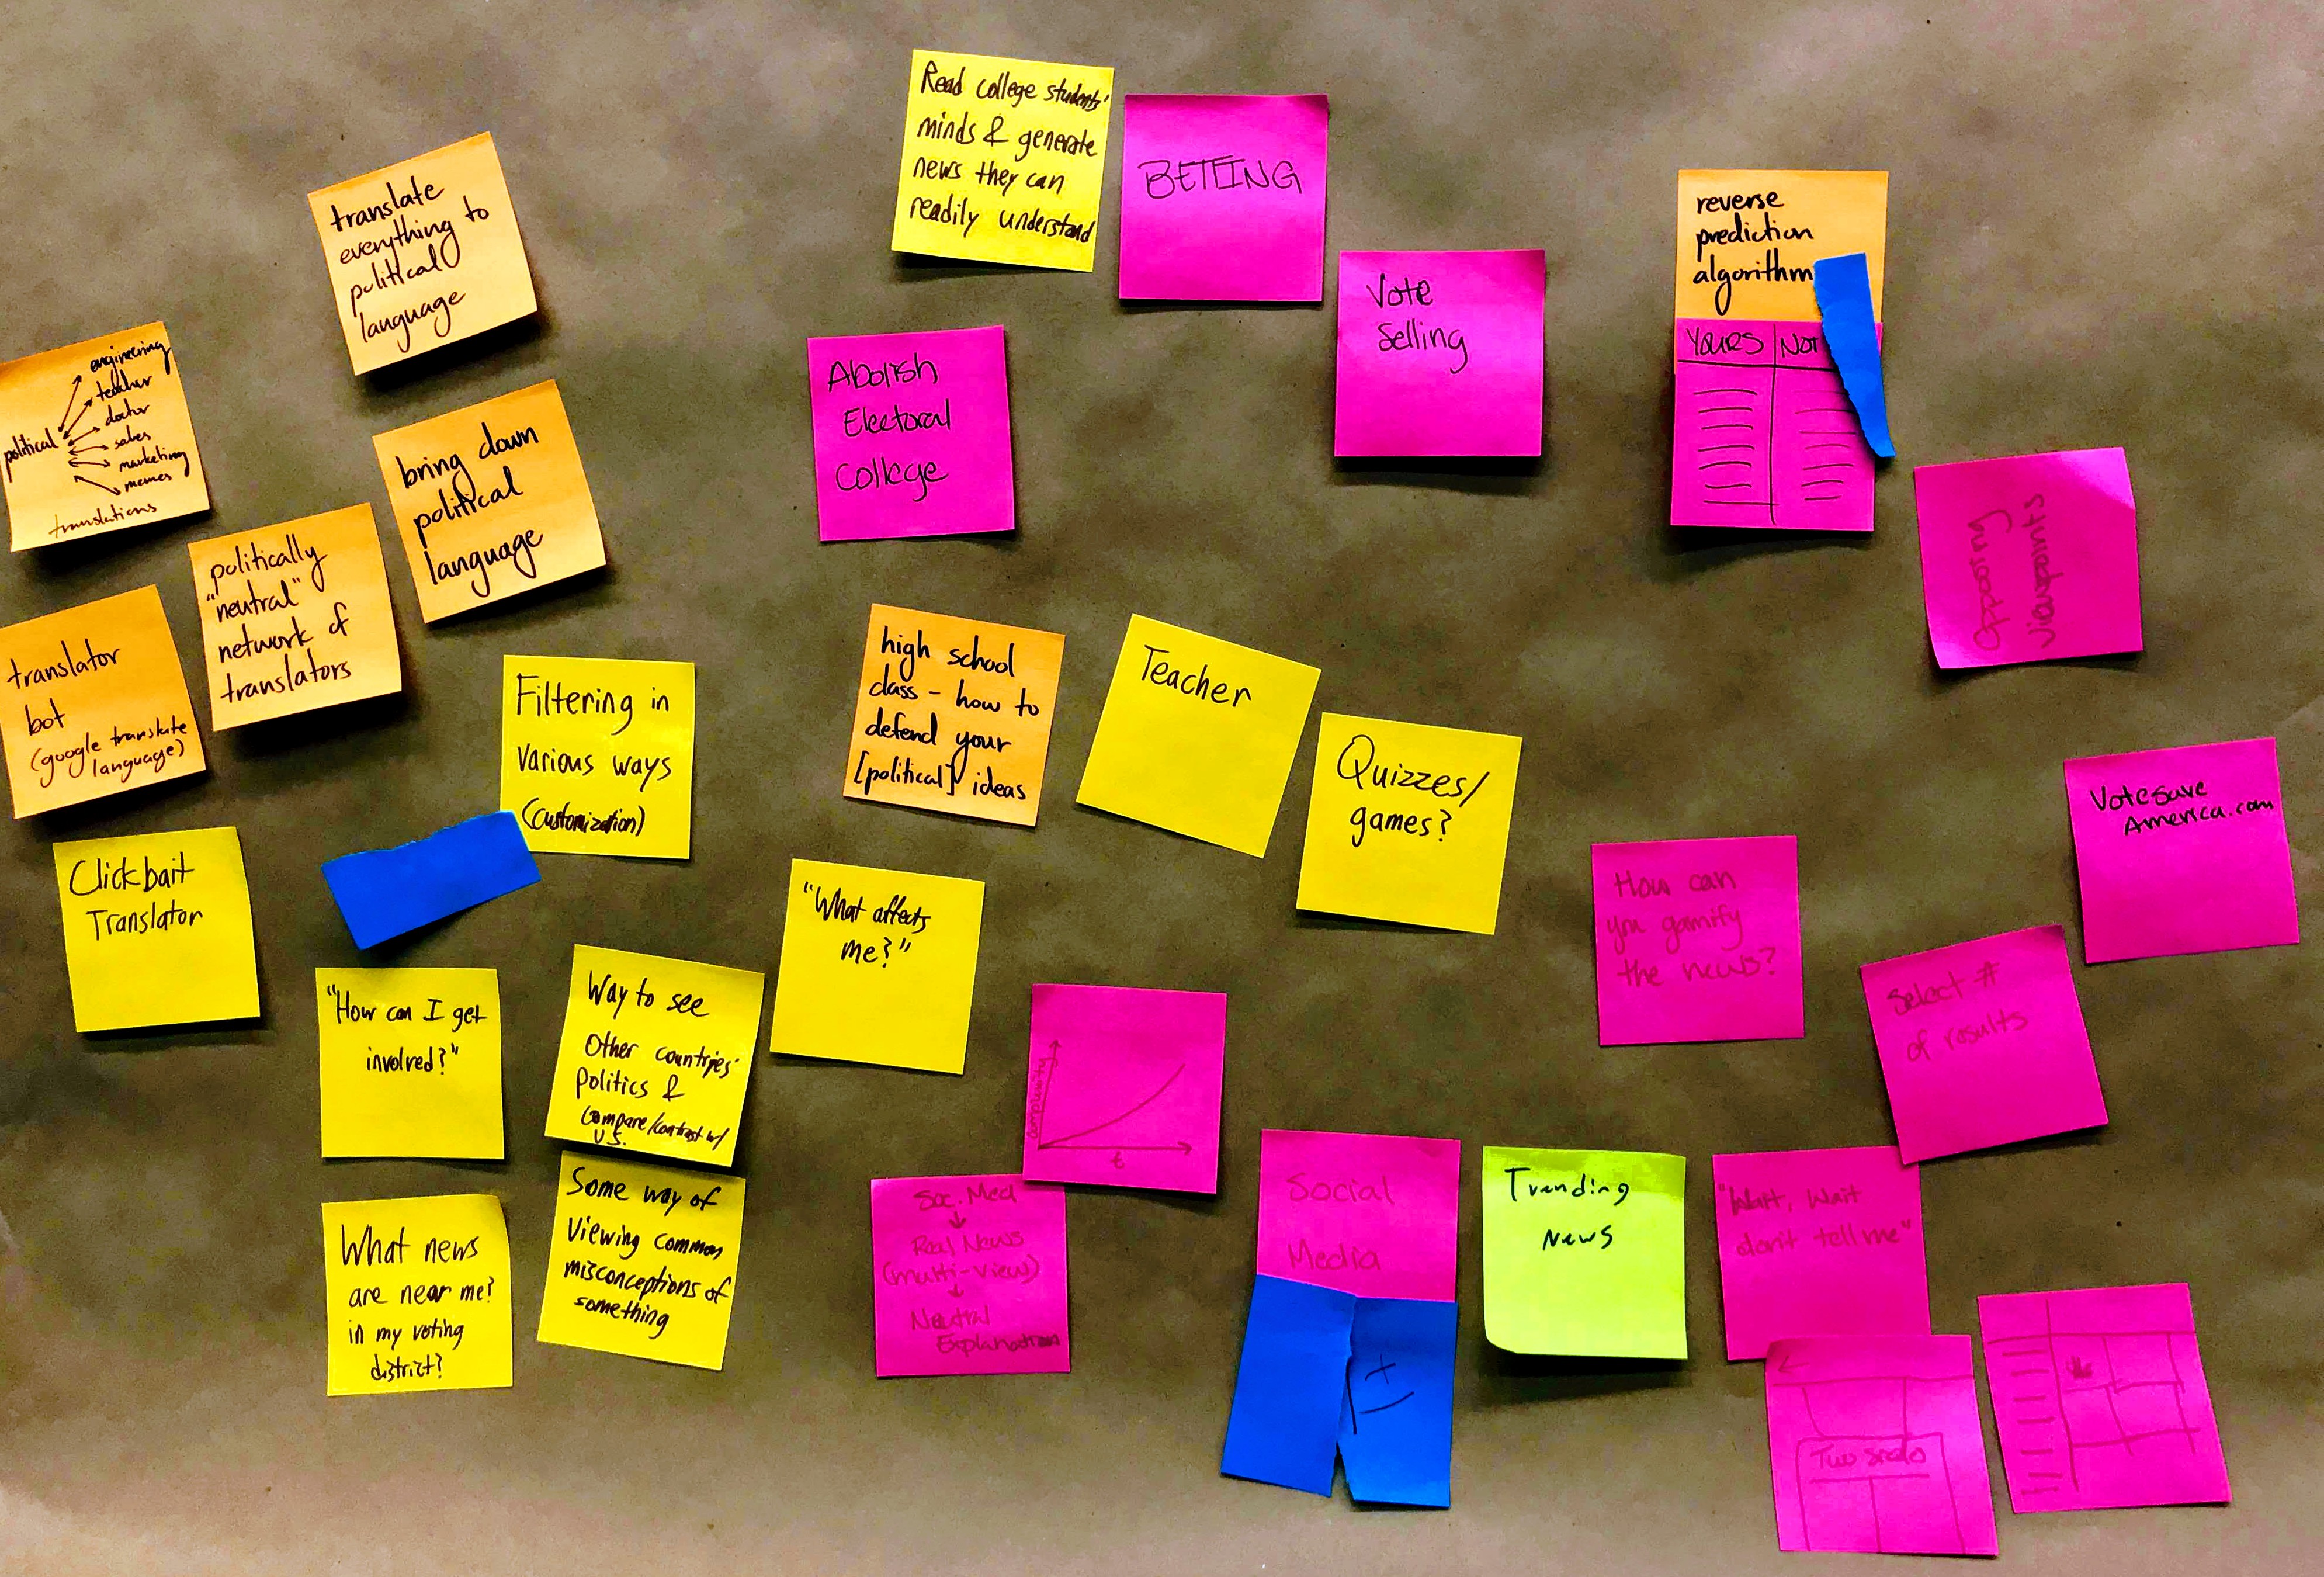 Read college students'
minds & generate
news they can
readily understand
BETTING
translate
everything to
political
language
reverse
prediction
algorithm
YOURS NOT
Vote
Selling
political
engineering
teacher
doctor
sales
marketing
memes
translations
Abolish
Electoral
College
bring down
political
language
Opposing
viewpoints
politically
"neutral"
network of
translators
translator
bot
(google translate
language)
Filtering in
various ways
(customization)
high school
class - how to
defend your
[political] ideas
Teacher
Quizzes/
games?
Votesave
America.com
Clickbait
Translator
"What affects
me?"
How can
you gamify
the news?
Select #
of results
"How can I get
involved?"
Way to see
Other countries'
politics &
compare/contrast w/
U.S.
complexity
t
Some way of
viewing common
misconceptions of
something
What news
are near me?
in my voting
district?
Soc. Med
Real News
(multi-view)
Neutral
Explanation
Social
Media
Trending
News
"Wait, Wait
don't tell me"
Two sides